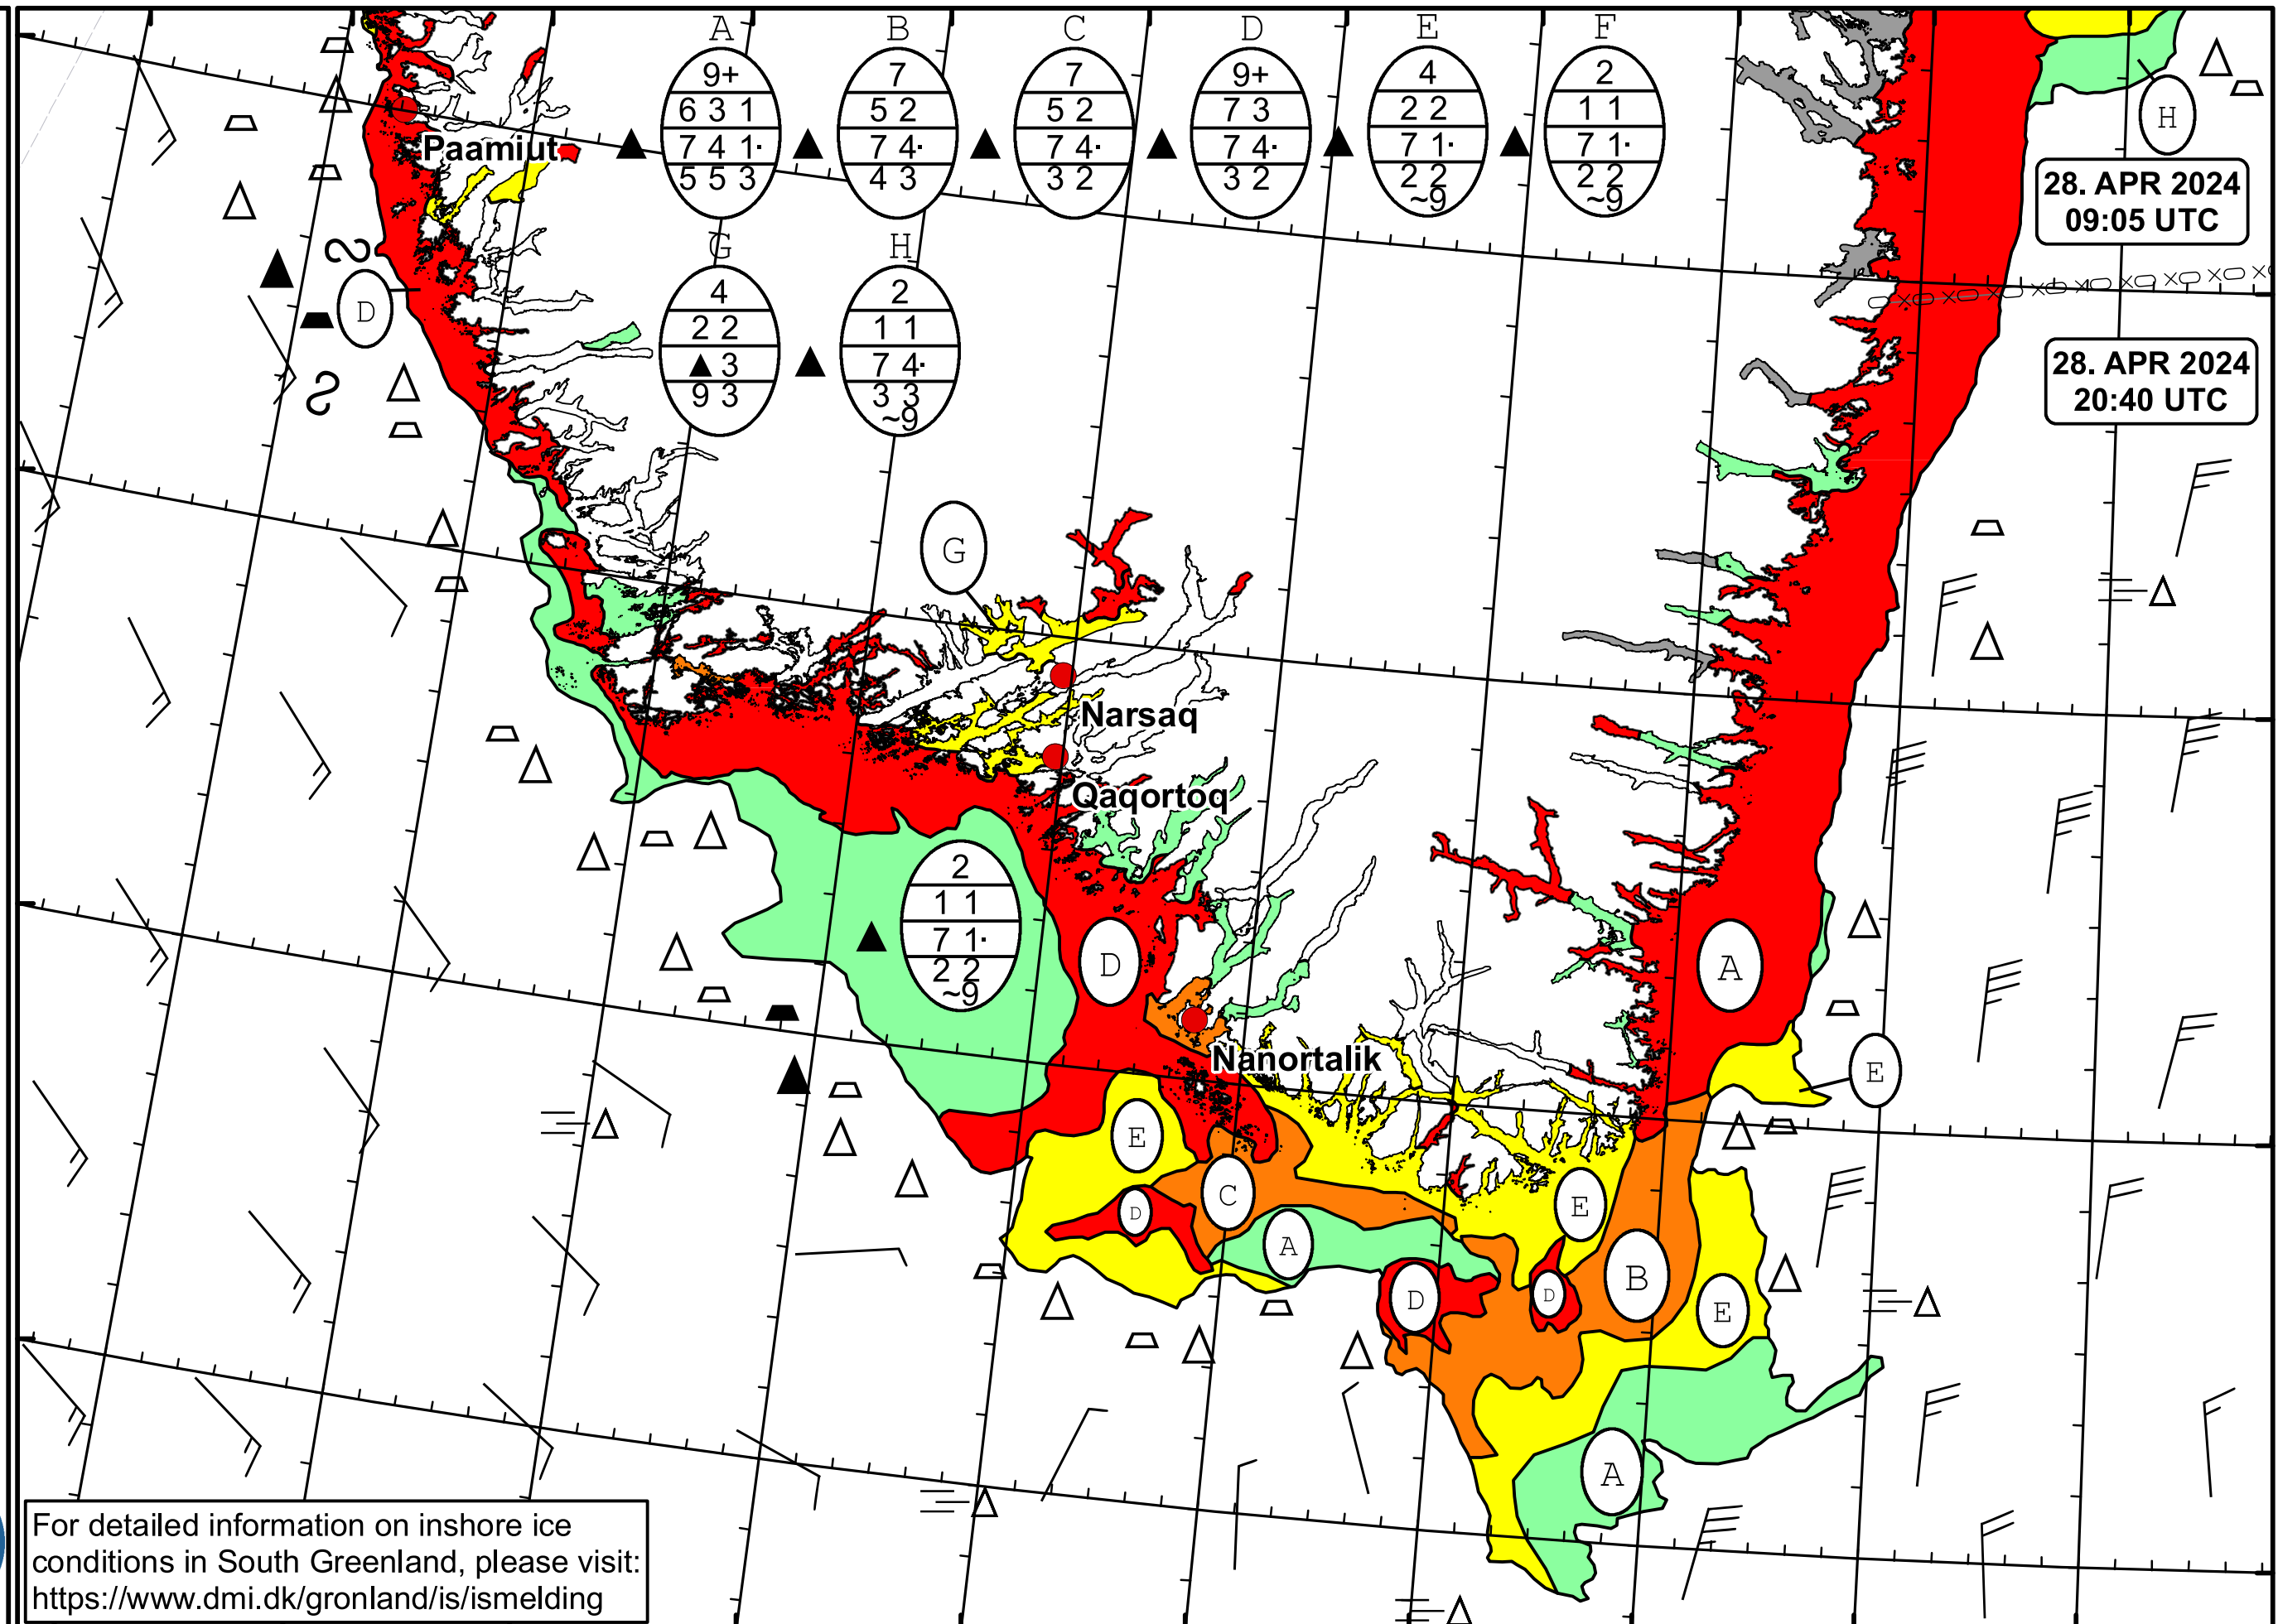 A B C D E F
9+ 7 7 9+ 4 2
6 3 1 5 2 5 2 7 3 2 2 1 1
7 4 1· 7 4· 7 4· 7 4· 7 1· 7 1·
5 5 3 4 3 3 2 3 2 2 2 2 2
~9 ~9
H
Paamiut
28. APR 2024
09:05 UTC
G H
4 2
2 2 1 1
3 7 4·
9 3 3 3
~9
D
28. APR 2024
20:40 UTC
G
Narsaq
Qaqortoq
2
1 1
7 1·
2 2
~9
D
A
Nanortalik
E
E
C
D
E
A
B
D
D
E
A
For detailed information on inshore ice
conditions in South Greenland, please visit:
https://www.dmi.dk/gronland/is/ismelding